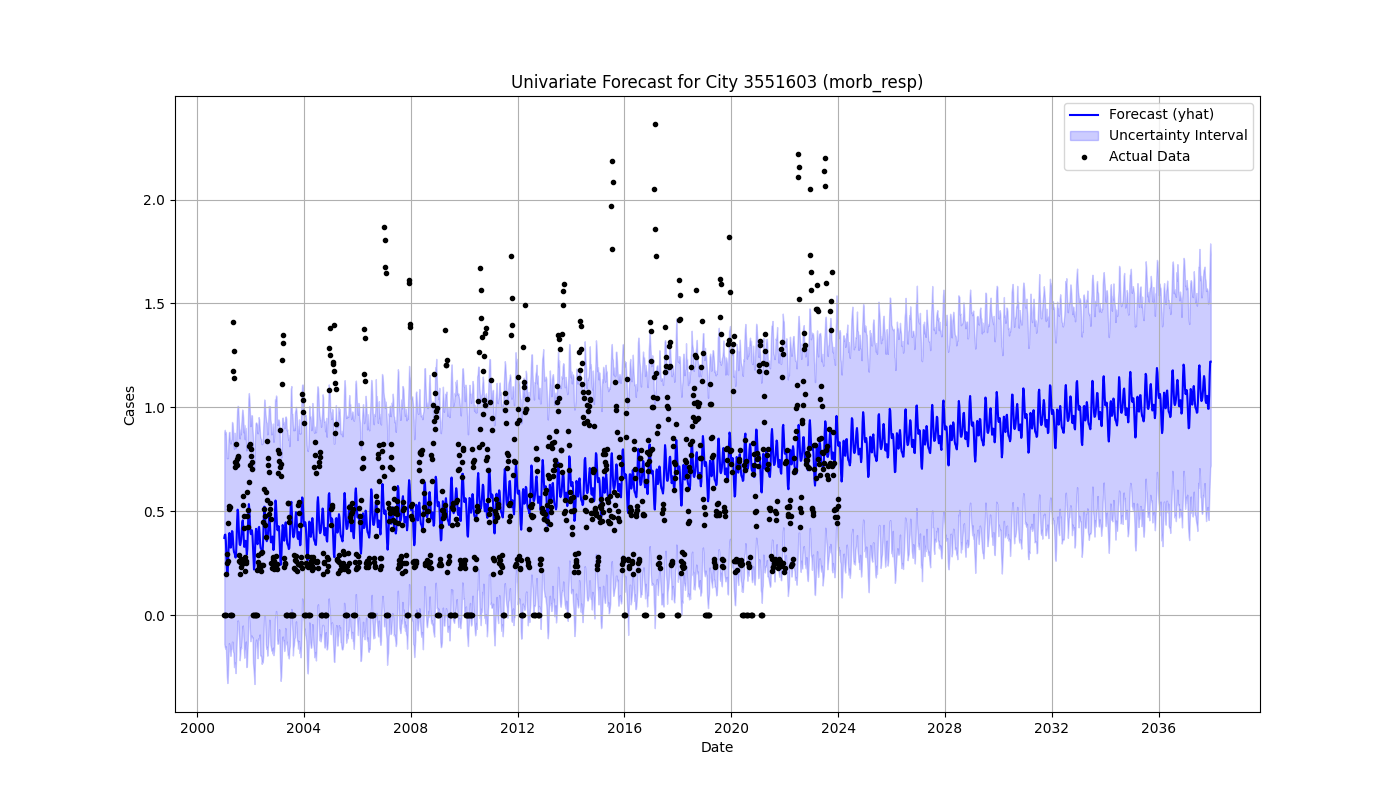 Univariate Forecast for City 3551603 (morb_resp)
Forecast (yhat)
Uncertainty Interval
Actual Data
Cases
2.0
1.5
1.0
0.5
0.0
2000 2004 2008 2012 2016 2020 2024 2028 2032 2036
Date